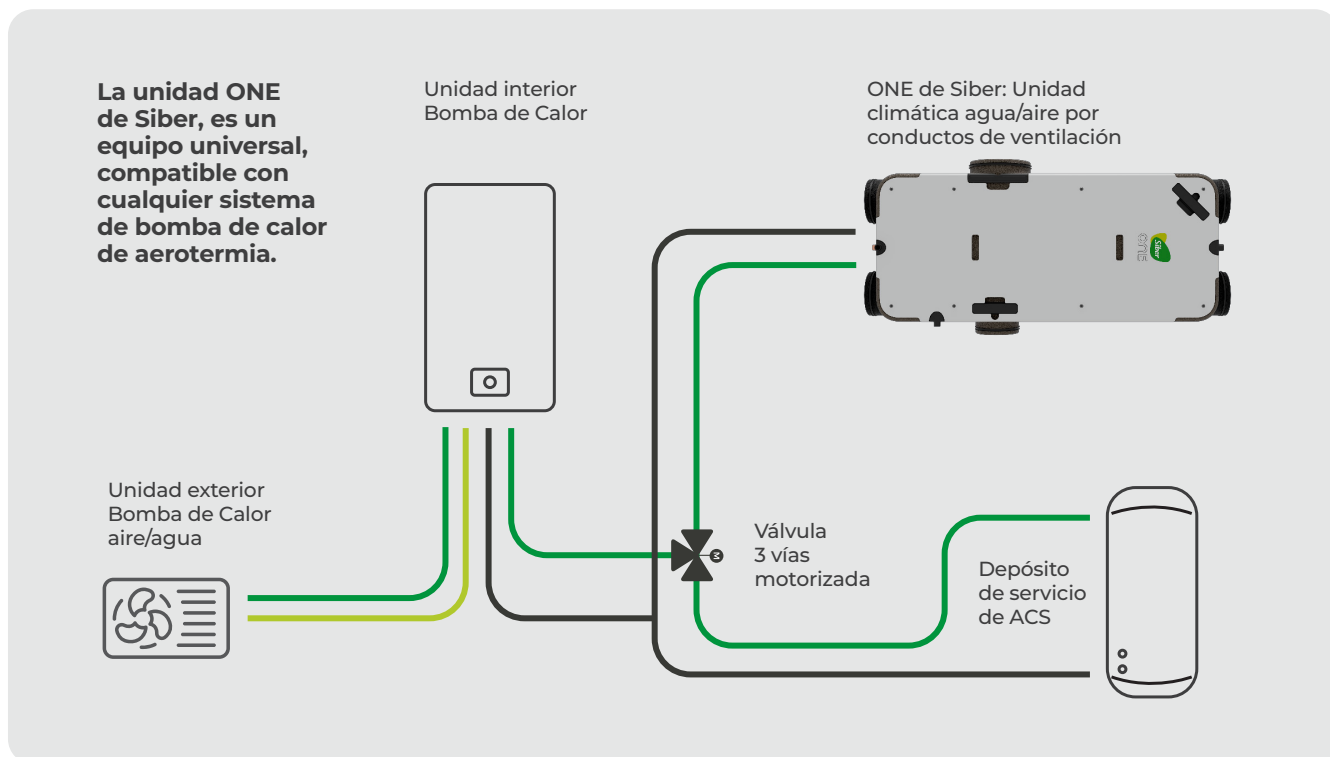 La unidad ONE
de Siber, es un
equipo universal,
compatible con
cualquier sistema
de bomba de calor
de aerotermia.
Unidad interior
Bomba de Calor
ONE de Siber: Unidad
climática agua/aire por
conductos de ventilación
Siber
ONE
Unidad exterior
Bomba de Calor
aire/agua
Válvula
3 vías
motorizada
M
Depósito
de servicio
de ACS